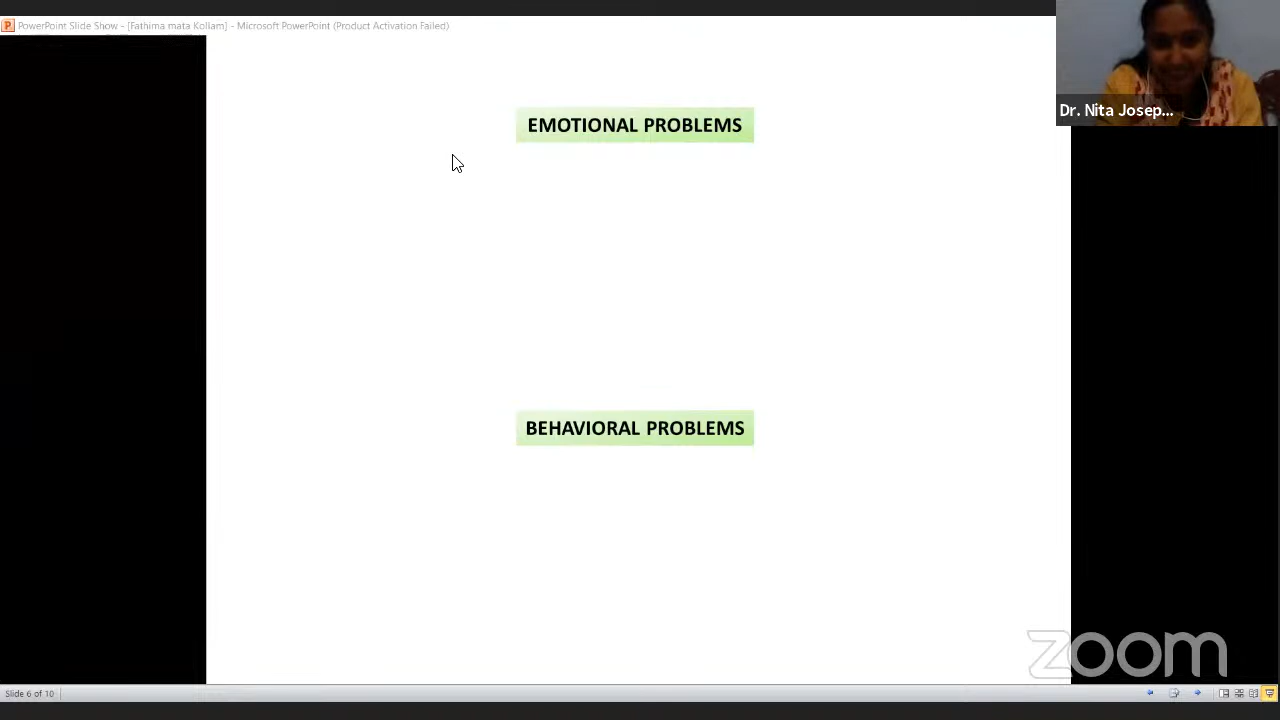 PowerPoint Slide Show - [Fathima mata Kollam] - Microsoft PowerPoint (Product Activation Failed)
Dr. Nita Josep...
EMOTIONAL PROBLEMS
BEHAVIORAL PROBLEMS
zoom
Slide 6 of 10